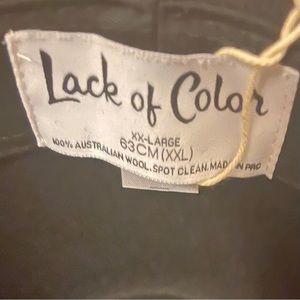 Lack of Color
XX-LARGE
63CM (XXL)
100% AUSTRALIAN WOOL. SPOT CLEAN. MADE IN PRC